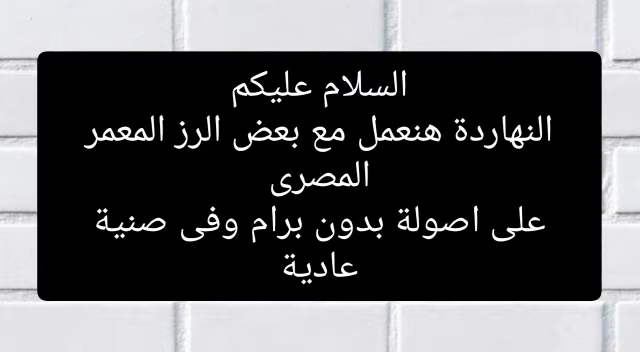 السلام عليكم
النهاردة هنعمل مع بعض الرز المعمر
المصرى
على اصولة بدون برام وفى صنية
عادية